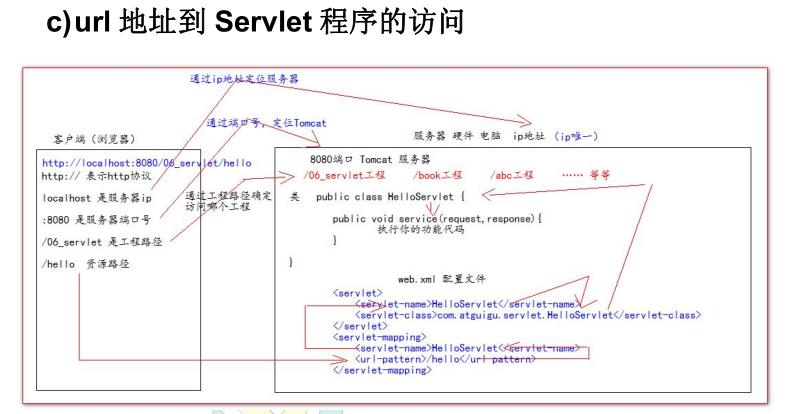 c)url 地址到 Servlet 程序的访问
通过ip地址定位服务器
通过端口号，定位Tomcat
客户端（浏览器）
服务器 硬件 电脑 ip地址（ip唯一）
http://localhost:8080/06_servlet/hello
http:// 表示http协议
localhost 是服务器ip
:8080 是服务器端口号
/06_servlet 是工程路径
/hello 资源路径
通过工程路径确定
访问哪个工程
8080端口 Tomcat 服务器
/06_servlet工程 /book工程 /abc工程 …… 等等
类 public class HelloServlet {
public void service(request,response){
执行你的功能代码
}
}
web.xml 配置文件
<servlet>
<servlet-name>HelloServlet</servlet-name>
<servlet-class>com.atguigu.servlet.HelloServlet</servlet-class>
</servlet>
<servlet-mapping>
<servlet-name>HelloServlet</servlet-name>
<url-pattern>/hello</url-pattern>
</servlet-mapping>